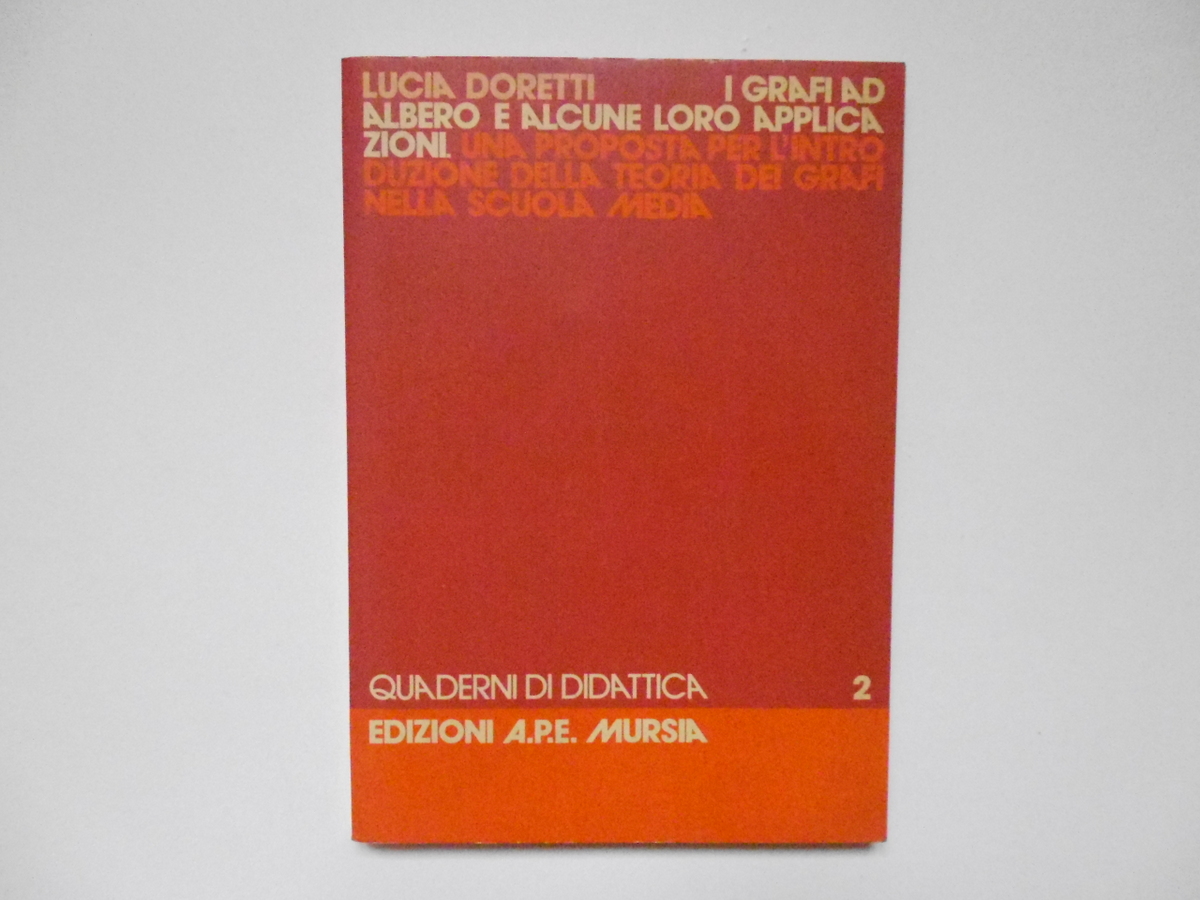 LUCIA DORETTI I GRAFI AD
ALBERO E ALCUNE LORO APPLICA
ZIONI. UNA PROPOSTA PER L'INTRO
DUZIONE DELLA TEORIA DEI GRAFI
NELLA SCUOLA MEDIA
QUADERNI DI DIDATTICA 2
EDIZIONI A.P.E. MURSIA